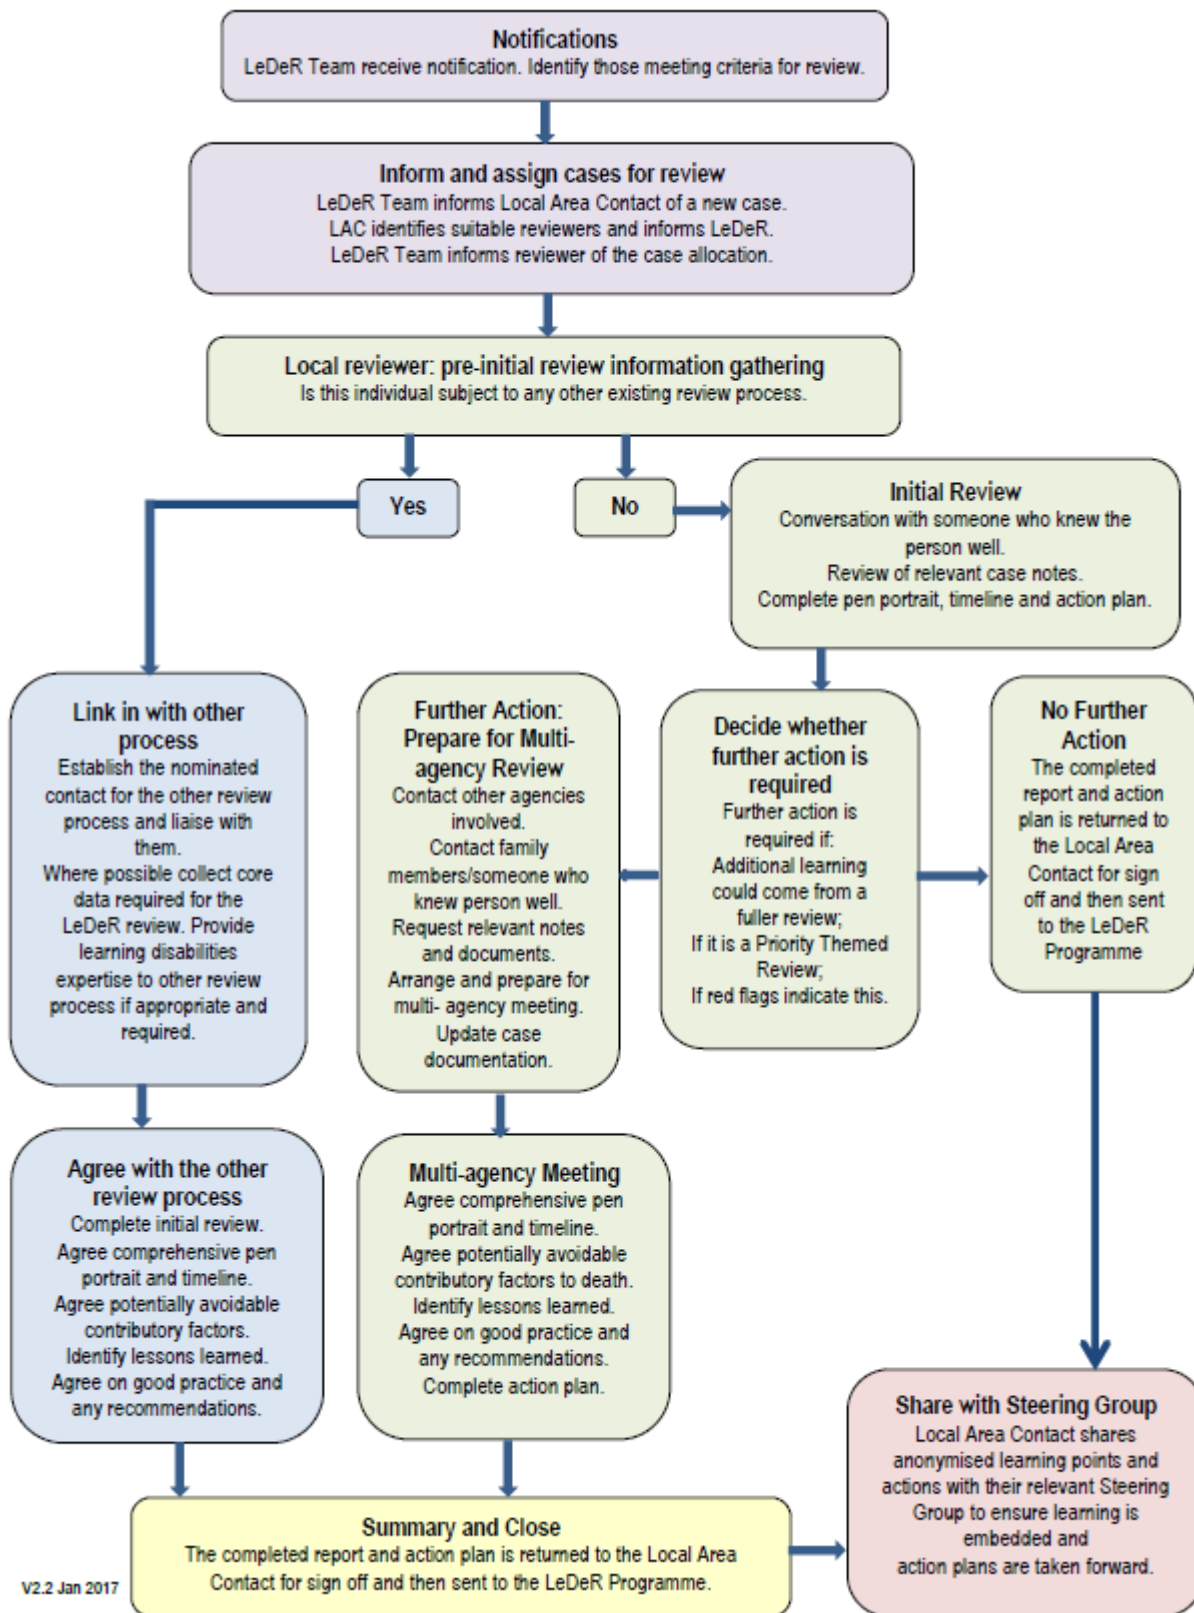 Notifications
LeDeR Team receive notification. Identify those meeting criteria for review.
Inform and assign cases for review
LeDeR Team informs Local Area Contact of a new case.
LAC identifies suitable reviewers and informs LeDeR.
LeDeR Team informs reviewer of the case allocation.
Local reviewer: pre-initial review information gathering
Is this individual subject to any other existing review process.
Yes
No
Initial Review
Conversation with someone who knew the
person well.
Review of relevant case notes.
Complete pen portrait, timeline and action plan.
Link in with other
process
Establish the nominated
contact for the other review
process and liaise with
them.
Where possible collect core
data required for the
LeDeR review. Provide
learning disabilities
expertise to other review
process if appropriate and
required.
Further Action:
Prepare for Multi-
agency Review
Contact other agencies
involved.
Contact family
members/someone who
knew person well.
Request relevant notes
and documents.
Arrange and prepare for
multi- agency meeting.
Update case
documentation.
Decide whether
further action is
required
Further action is
required if:
Additional learning
could come from a
fuller review;
If it is a Priority Themed
Review;
If red flags indicate this.
No Further
Action
The completed
report and action
plan is returned to
the Local Area
Contact for sign
off and then sent
to the LeDeR
Programme
Agree with the other
review process
Complete initial review.
Agree comprehensive pen
portrait and timeline.
Agree potentially avoidable
contributory factors.
Identify lessons learned.
Agree on good practice and
any recommendations.
Multi-agency Meeting
Agree comprehensive pen
portrait and timeline.
Agree potentially avoidable
contributory factors to death.
Identify lessons learned.
Agree on good practice and
any recommendations.
Complete action plan.
Share with Steering Group
Local Area Contact shares
anonymised learning points and
actions with their relevant Steering
Group to ensure learning is
embedded and
action plans are taken forward.
Summary and Close
The completed report and action plan is returned to the Local Area
Contact for sign off and then sent to the LeDeR Programme.
V2.2 Jan 2017